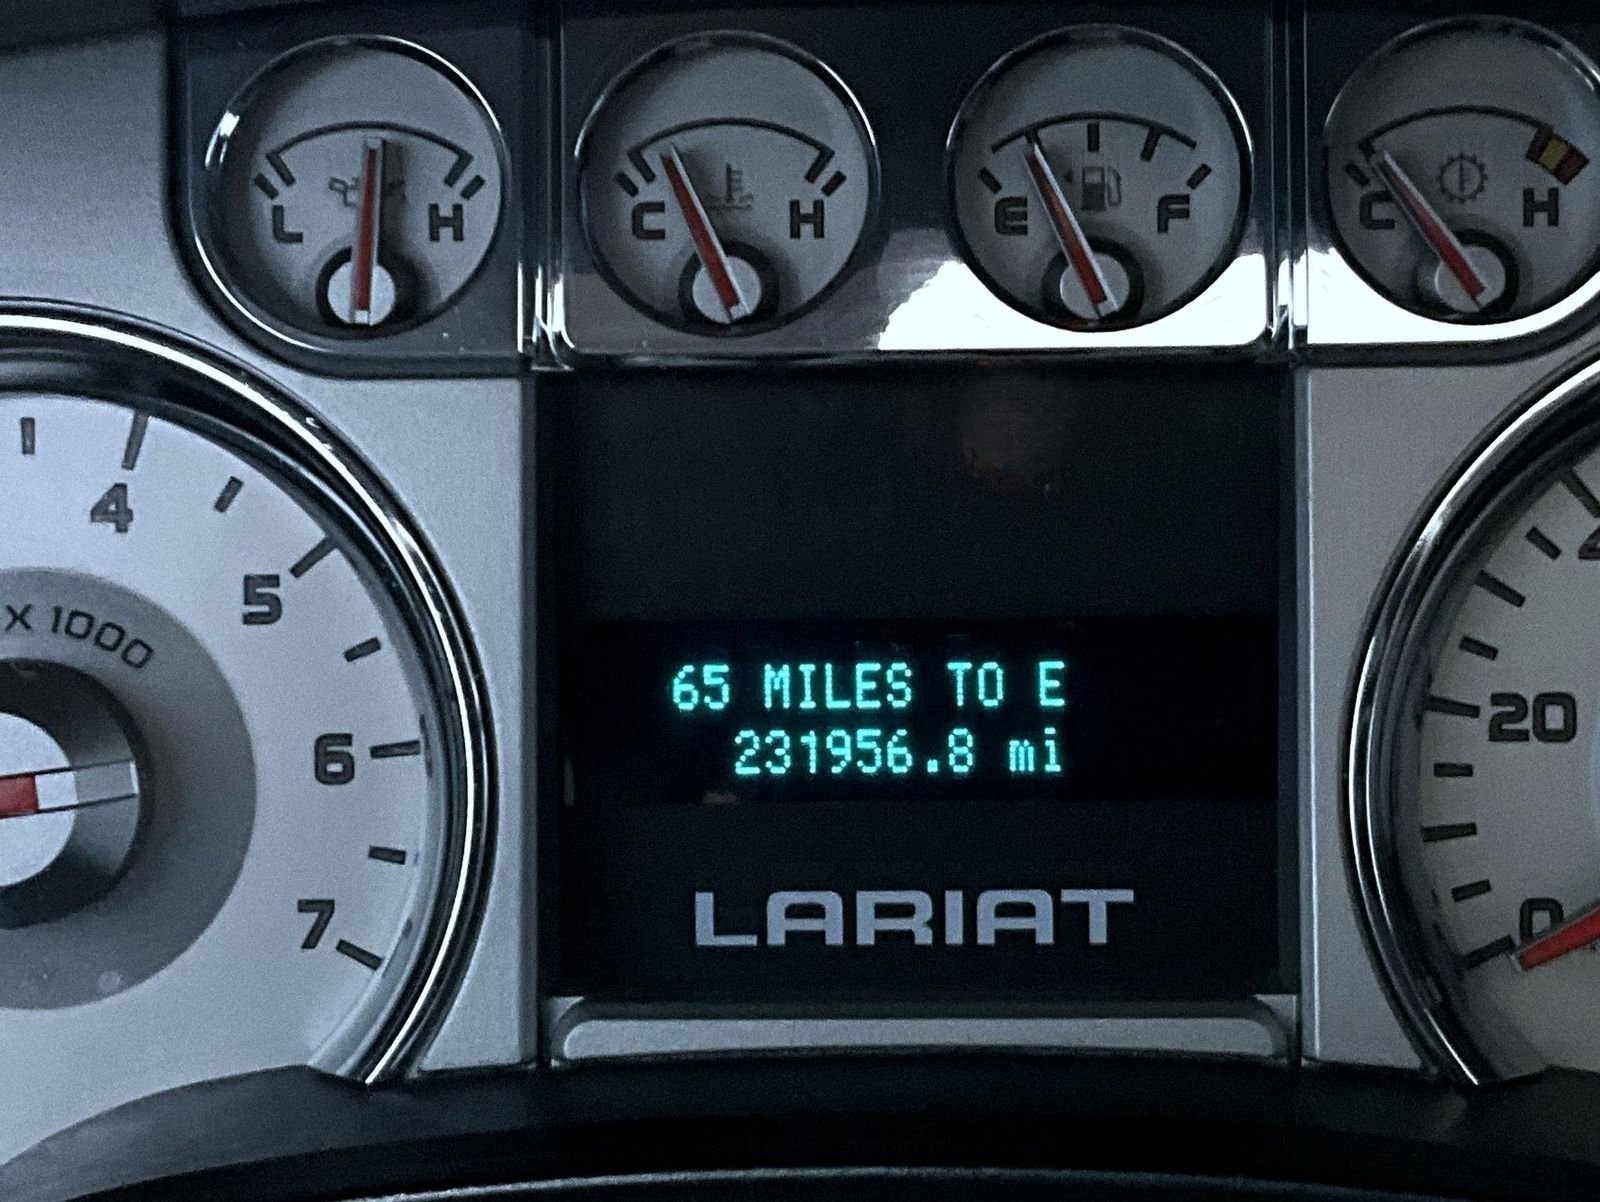 L H
C H
E F
C H
4
5
X 1000
6
7
65 MILES TO E
231956.8 mi
LARIAT
20
0